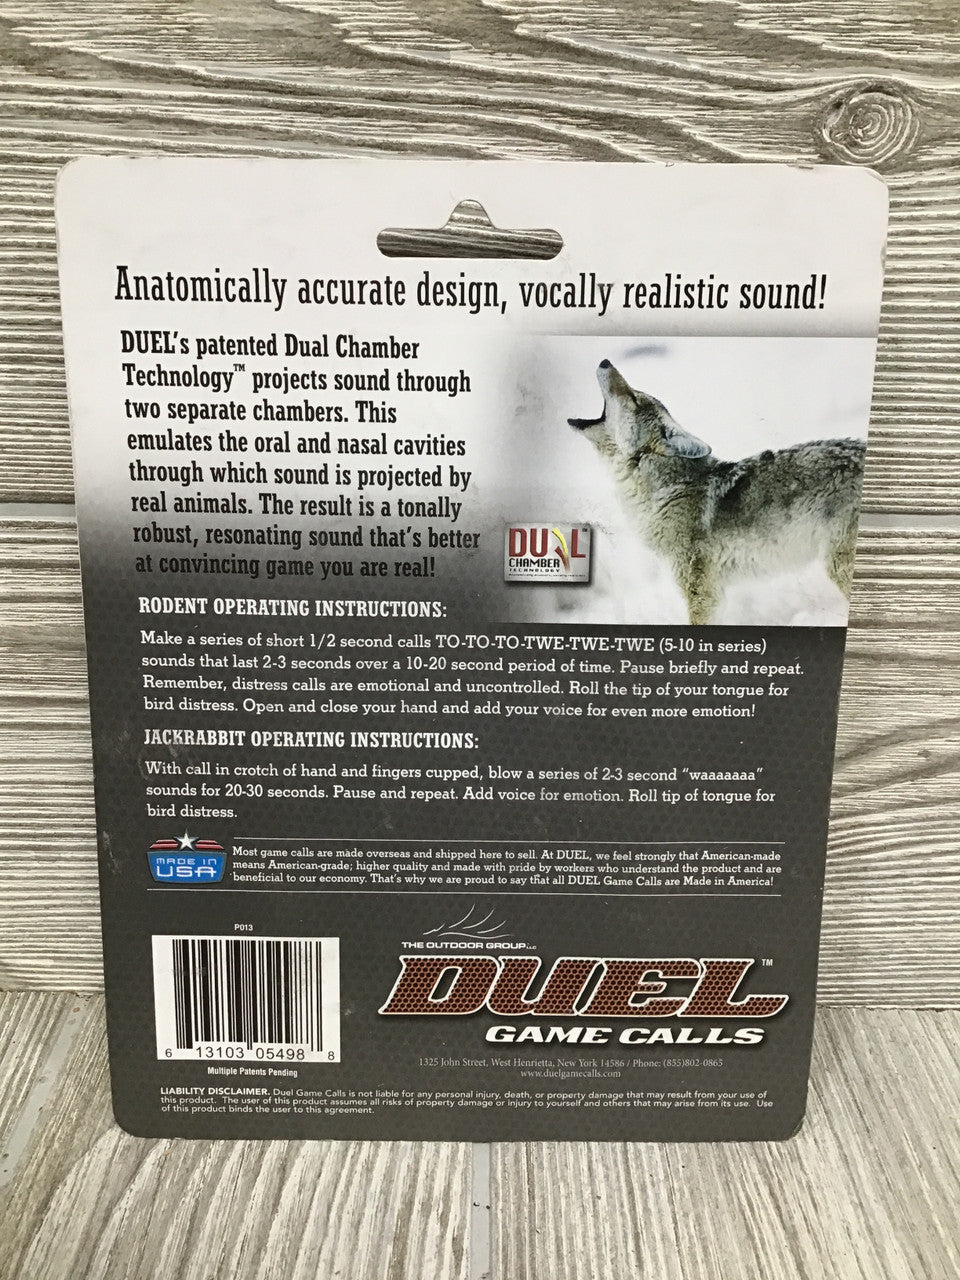 Anatomically accurate design, vocally realistic sound!
DUEL's patented Dual Chamber
Technology™ projects sound through
two separate chambers. This
emulates the oral and nasal cavities
through which sound is projected by
real animals. The result is a tonally
robust, resonating sound that's better
at convincing game you are real!
DUAL
CHAMBER
TECHNOLOGY
RODENT OPERATING INSTRUCTIONS:
Make a series of short 1/2 second calls TO-TO-TO-TWE-TWE-TWE (5-10 in series)
sounds that last 2-3 seconds over a 10-20 second period of time. Pause briefly and repeat.
Remember, distress calls are emotional and uncontrolled. Roll the tip of your tongue for
bird distress. Open and close your hand and add your voice for even more emotion!
JACKRABBIT OPERATING INSTRUCTIONS:
With call in crotch of hand and fingers cupped, blow a series of 2-3 second "waaaaaaa"
sounds for 20-30 seconds. Pause and repeat. Add voice for emotion. Roll tip of tongue for
bird distress.
MADE IN
USA
Most game calls are made overseas and shipped here to sell. At DUEL, we feel strongly that American-made
means American-grade; higher quality and made with pride by workers who understand the product and are
beneficial to our economy. That's why we are proud to say that all DUEL Game Calls are Made in America!
P013
6 13103 05498 8
Multiple Patents Pending
THE OUTDOOR GROUP LLC
DUEL™
GAME CALLS
1325 John Street, West Henrietta, New York 14586 / Phone: (855)802-0865
www.duelgamecalls.com
LIABILITY DISCLAIMER. Duel Game Calls is not liable for any personal injury, death, or property damage that may result from your use of
this product. The user of this product assumes all risks of property damage or injury to yourself and others that may arise from its use. Use
of this product binds the user to this agreement.